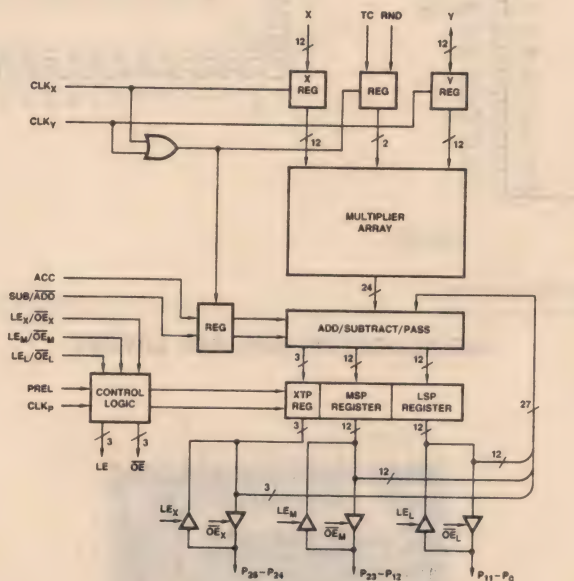 X TC RND Y
12 12
CLKX X REG REG Y REG
CLKY
12 2 12
MULTIPLIER ARRAY
ACC 24
SUB/ADD
LEX/OEX REG ADD/SUBTRACT/PASS
LEM/OEM
LEL/OEL 3 12 12
PREL CONTROL LOGIC XTP REG MSP REGISTER LSP REGISTER 27
CLKP
3 3 3 12 12
LE OE 12 12
3
LEX OEX LEM OEM LEL OEL
P26–P24 P23–P12 P11–P0